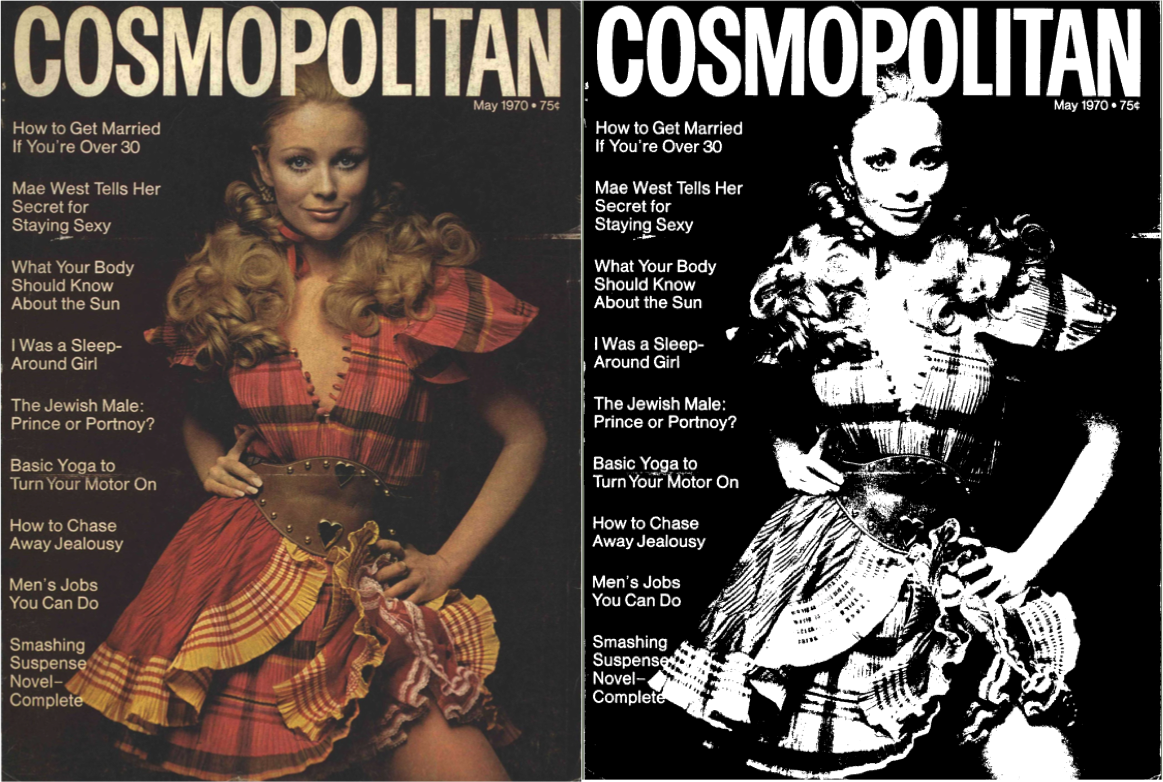 COSMOPOLITAN
May 1970 • 75¢
How to Get Married
If You're Over 30
Mae West Tells Her
Secret for
Staying Sexy
What Your Body
Should Know
About the Sun
I Was a Sleep-
Around Girl
The Jewish Male:
Prince or Portnoy?
Basic Yoga to
Turn Your Motor On
How to Chase
Away Jealousy
Men's Jobs
You Can Do
Smashing
Suspense
Novel–
Complete
COSMOPOLITAN
May 1970 • 75¢
How to Get Married
If You're Over 30
Mae West Tells Her
Secret for
Staying Sexy
What Your Body
Should Know
About the Sun
I Was a Sleep-
Around Girl
The Jewish Male:
Prince or Portnoy?
Basic Yoga to
Turn Your Motor On
How to Chase
Away Jealousy
Men's Jobs
You Can Do
Smashing
Suspense
Novel–
Complete